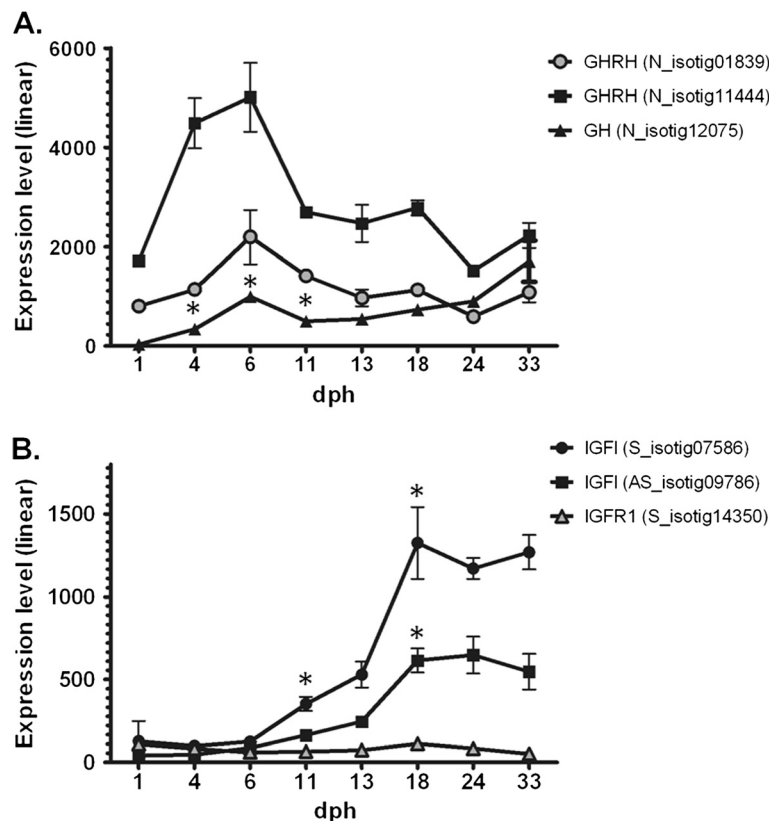 A.
Expression level (linear)
6000
4000
2000
0
1 4 6 11 13 18 24 33
dph
* * *
GHRH (N_isotig01839)
GHRH (N_isotig11444)
GH (N_isotig12075)
B.
Expression level (linear)
1500
1000
500
0
1 4 6 11 13 18 24 33
dph
*
*
*
IGFI (S_isotig07586)
IGFI (AS_isotig09786)
IGFR1 (S_isotig14350)